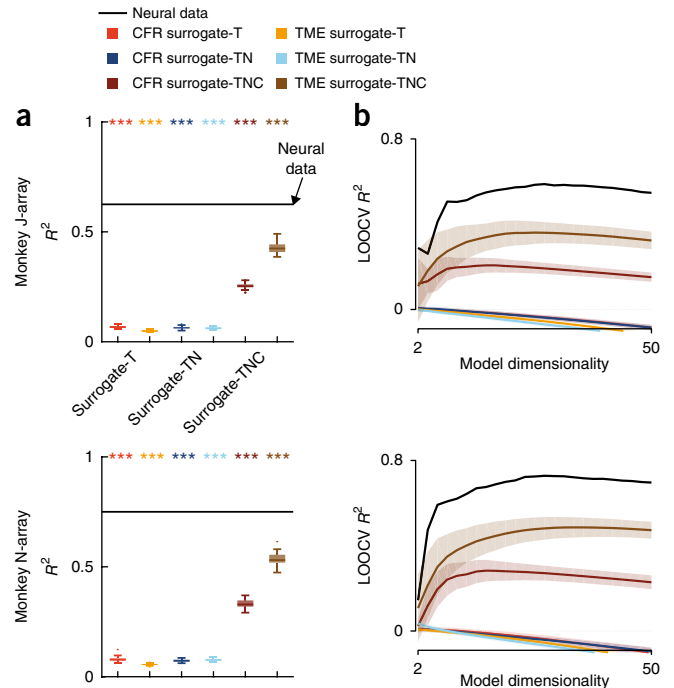 Neural data
CFR surrogate-T
TME surrogate-T
CFR surrogate-TN
TME surrogate-TN
CFR surrogate-TNC
TME surrogate-TNC
a
Monkey J-array
R²
1
0.5
0
*** *** *** *** *** ***
Neural
data
Surrogate-T
Surrogate-TN
Surrogate-TNC
b
LOOCV R²
0.8
0
2
50
Model dimensionality
Monkey N-array
R²
1
0.5
0
*** *** *** *** *** ***
LOOCV R²
0.8
0
2
50
Model dimensionality